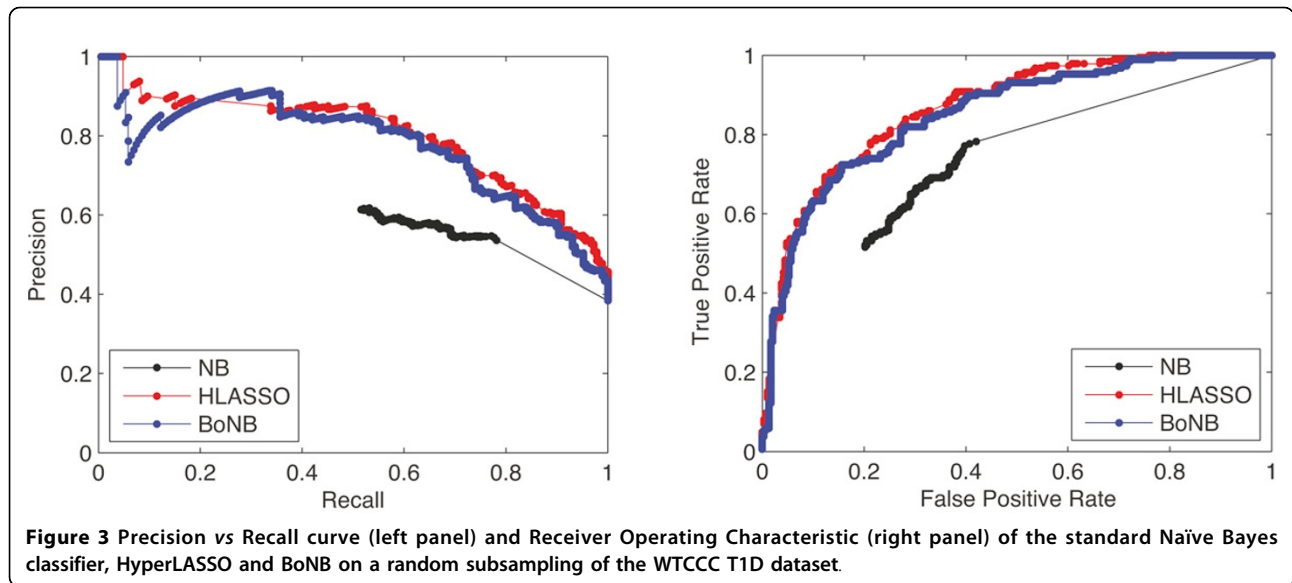 1
0.8
0.6
0.4
0.2
0
Precision
NB
HLASSO
BoNB
0 0.2 0.4 0.6 0.8 1
Recall
1
0.8
0.6
0.4
0.2
0
True Positive Rate
NB
HLASSO
BoNB
0 0.2 0.4 0.6 0.8 1
False Positive Rate
Figure 3 Precision vs Recall curve (left panel) and Receiver Operating Characteristic (right panel) of the standard Naïve Bayes
classifier, HyperLASSO and BoNB on a random subsampling of the WTCCC T1D dataset.